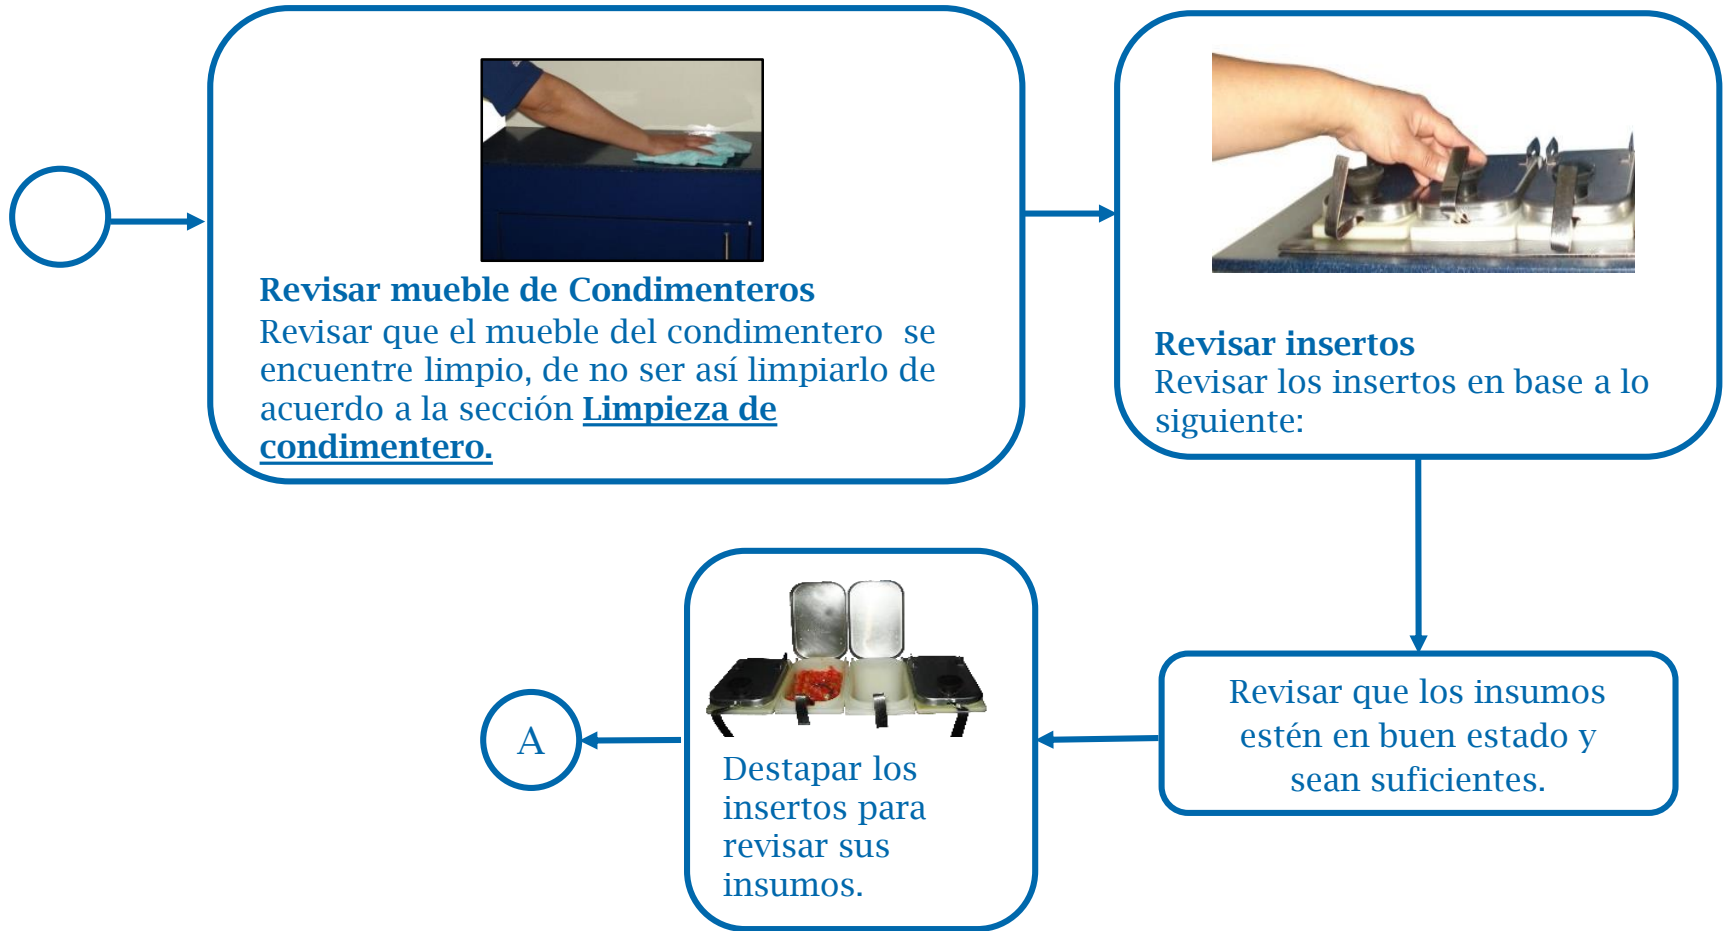 Revisar mueble de Condimenteros
Revisar que el mueble del condimentero se
encuentre limpio, de no ser así limpiarlo de
acuerdo a la sección Limpieza de
condimentero.
Revisar insertos
Revisar los insertos en base a lo
siguiente:
Revisar que los insumos
estén en buen estado y
sean suficientes.
Destapar los
insertos para
revisar sus
insumos.
A